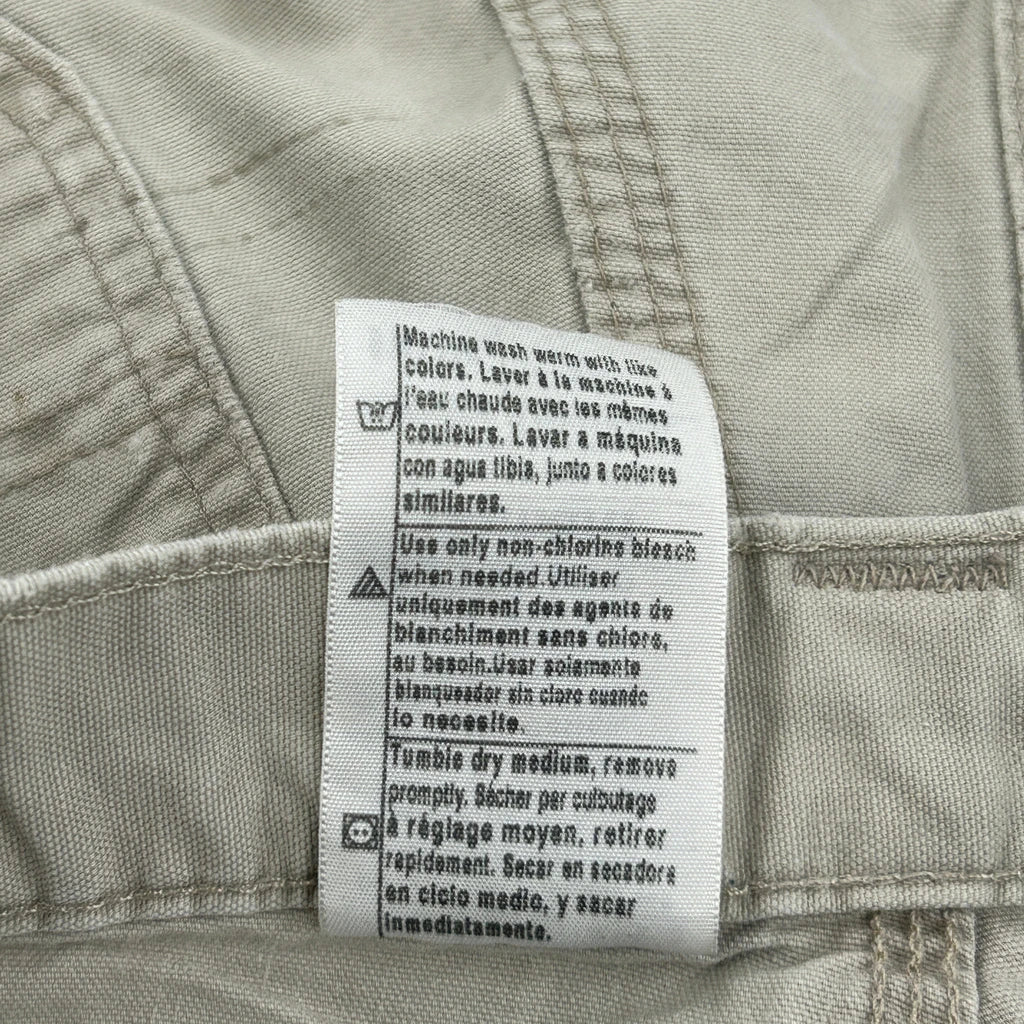 Machine wash warm with like
colors. Laver à la machine à
l'eau chaude avec les mêmes
couleurs. Lavar a máquina
con agua tibia, junto a colores
similares.
Use only non-chlorine bleach
when needed.Utiliser
uniquement des agents de
blanchiment sans chlore,
au besoin.Usar solamente
blanqueador sin cloro cuando
lo necesite.
Tumble dry medium, remove
promptly. Sécher par culbutage
à réglage moyen, retirer
rapidement. Secar en secadora
en ciclo medio, y sacar
inmediatamente.